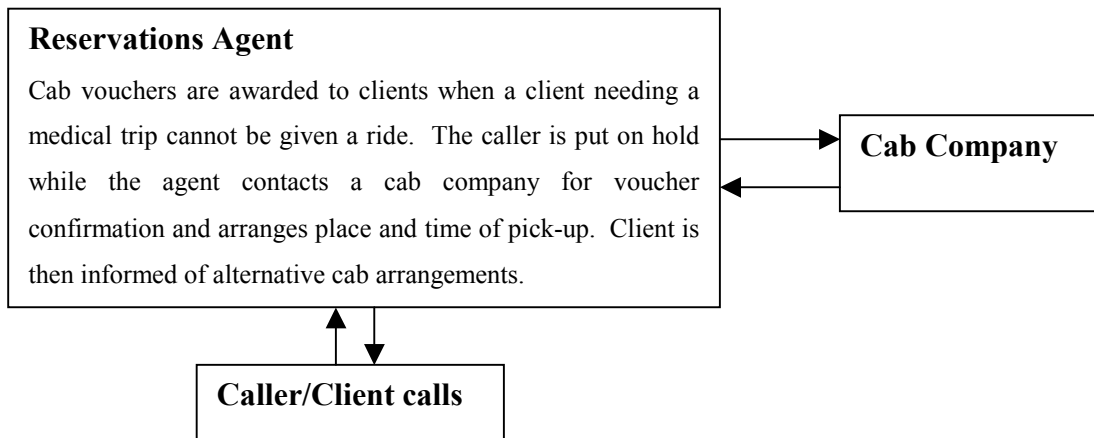 Reservations Agent
Cab vouchers are awarded to clients when a client needing a
medical trip cannot be given a ride. The caller is put on hold
while the agent contacts a cab company for voucher
confirmation and arranges place and time of pick-up. Client is
then informed of alternative cab arrangements.
Cab Company
Caller/Client calls